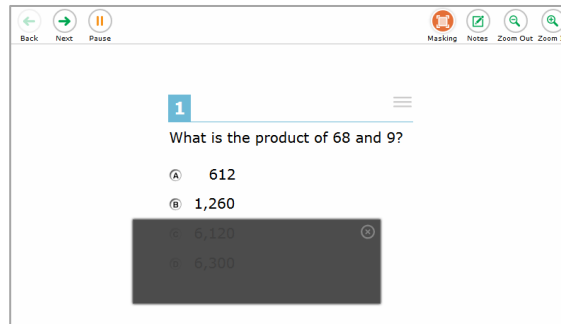 Back Next Pause Masking Notes Zoom Out Zoom
1
What is the product of 68 and 9?
A 612
B 1,260
C 6,120
D 6,300